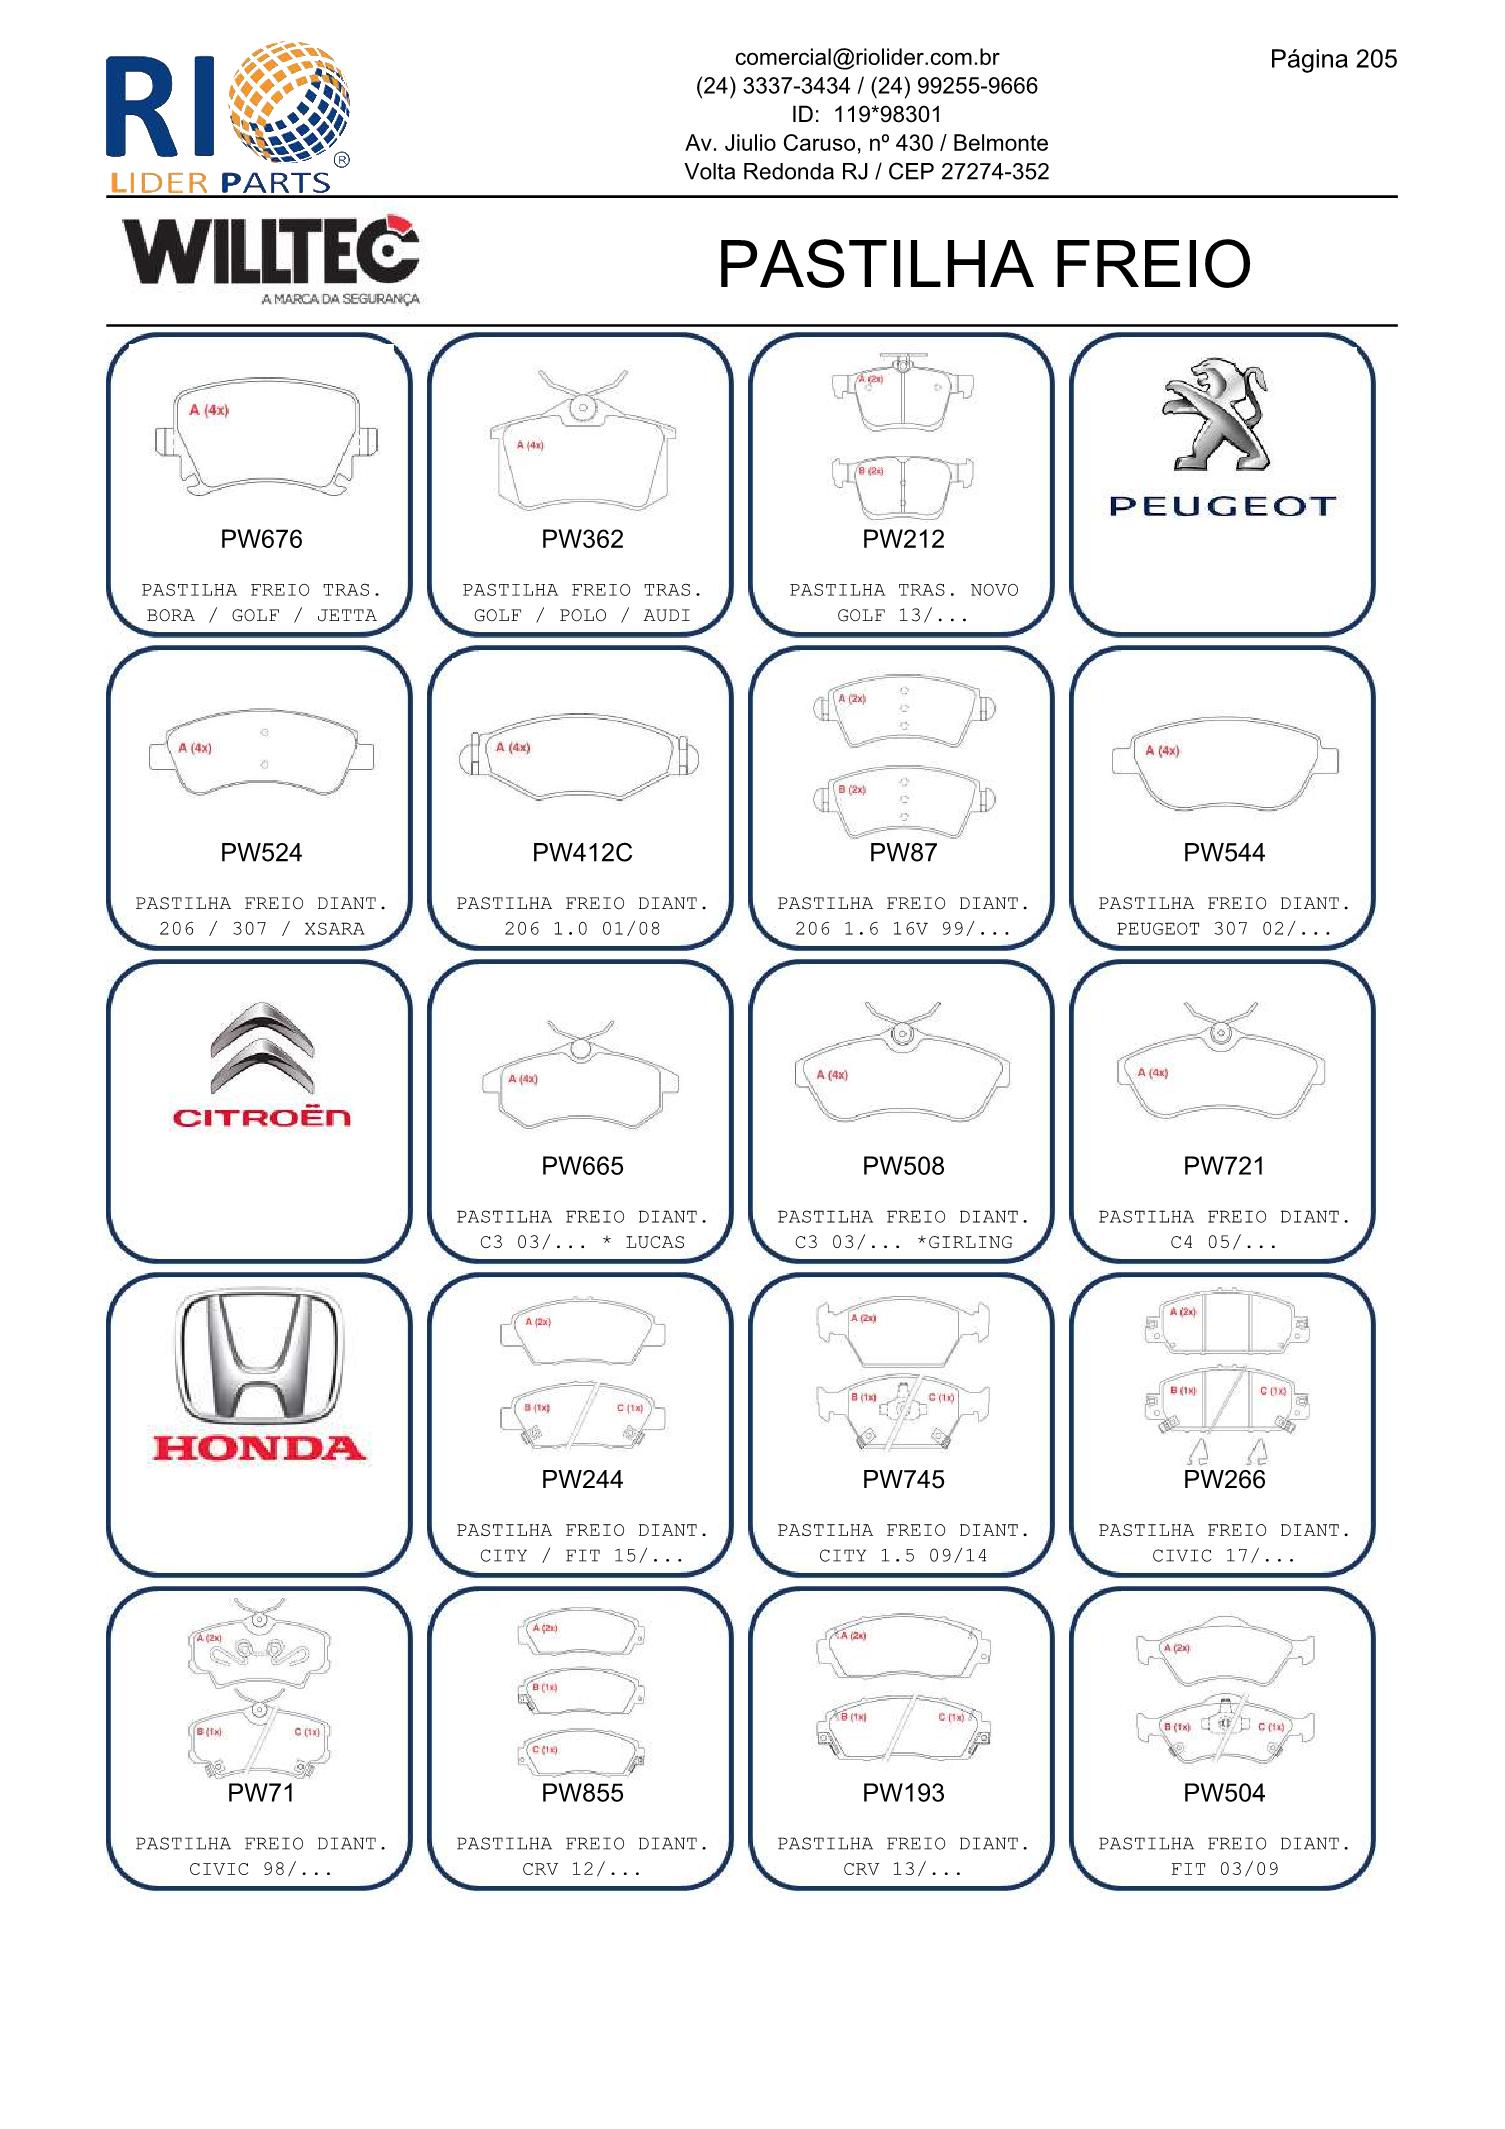 RIO
LIDER PARTS
®
comercial@riolider.com.br
(24) 3337-3434 / (24) 99255-9666
ID:  119*98301
Av. Jiulio Caruso, nº 430 / Belmonte
Volta Redonda RJ / CEP 27274-352
Página 205
WILLTEC
A MARCA DA SEGURANÇA
PASTILHA FREIO
A (4x)
PW676
PASTILHA FREIO TRAS.
BORA / GOLF / JETTA
A (4x)
PW362
PASTILHA FREIO TRAS.
GOLF / POLO / AUDI
A (2x)
B (2x)
PW212
PASTILHA TRAS. NOVO
GOLF 13/...
PEUGEOT
A (4x)
PW524
PASTILHA FREIO DIANT.
206 / 307 / XSARA
A (4x)
PW412C
PASTILHA FREIO DIANT.
206 1.0 01/08
A (2x)
B (2x)
PW87
PASTILHA FREIO DIANT.
206 1.6 16V 99/...
A (4x)
PW544
PASTILHA FREIO DIANT.
PEUGEOT 307 02/...
CITROËN
A (4x)
PW665
PASTILHA FREIO DIANT.
C3 03/... * LUCAS
A (4x)
PW508
PASTILHA FREIO DIANT.
C3 03/... *GIRLING
A (4x)
PW721
PASTILHA FREIO DIANT.
C4 05/...
HONDA
A (2x)
B (1x) C (1x)
PW244
PASTILHA FREIO DIANT.
CITY / FIT 15/...
A (2x)
B (1x) C (1x)
PW745
PASTILHA FREIO DIANT.
CITY 1.5 09/14
A (2x)
B (1x) C (1x)
PW266
PASTILHA FREIO DIANT.
CIVIC 17/...
A (2x)
B (1x) C (1x)
PW71
PASTILHA FREIO DIANT.
CIVIC 98/...
A (2x)
B (1x)
C (1x)
PW855
PASTILHA FREIO DIANT.
CRV 12/...
A (2x)
B (1x) C (1x)
PW193
PASTILHA FREIO DIANT.
CRV 13/...
A (2x)
B (1x) C (1x)
PW504
PASTILHA FREIO DIANT.
FIT 03/09